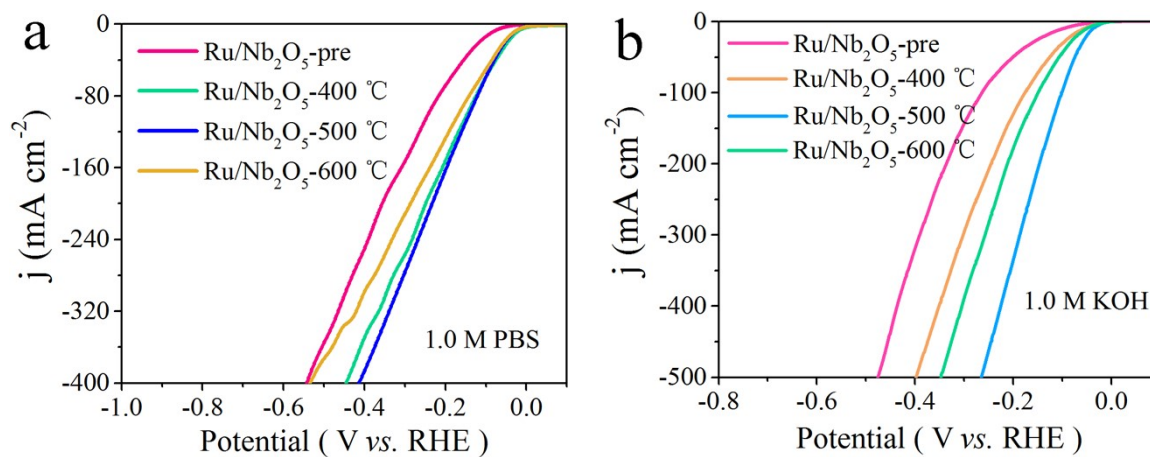 a
0
-80
-160
-240
-320
-400
j (mA cm⁻²)
Ru/Nb₂O₅-pre
Ru/Nb₂O₅-400 ℃
Ru/Nb₂O₅-500 ℃
Ru/Nb₂O₅-600 ℃
1.0 M PBS
-1.0 -0.8 -0.6 -0.4 -0.2 0.0
Potential ( V vs. RHE )
b
0
-100
-200
-300
-400
-500
j (mA cm⁻²)
Ru/Nb₂O₅-pre
Ru/Nb₂O₅-400 ℃
Ru/Nb₂O₅-500 ℃
Ru/Nb₂O₅-600 ℃
1.0 M KOH
-0.8 -0.6 -0.4 -0.2 0.0
Potential ( V vs. RHE )